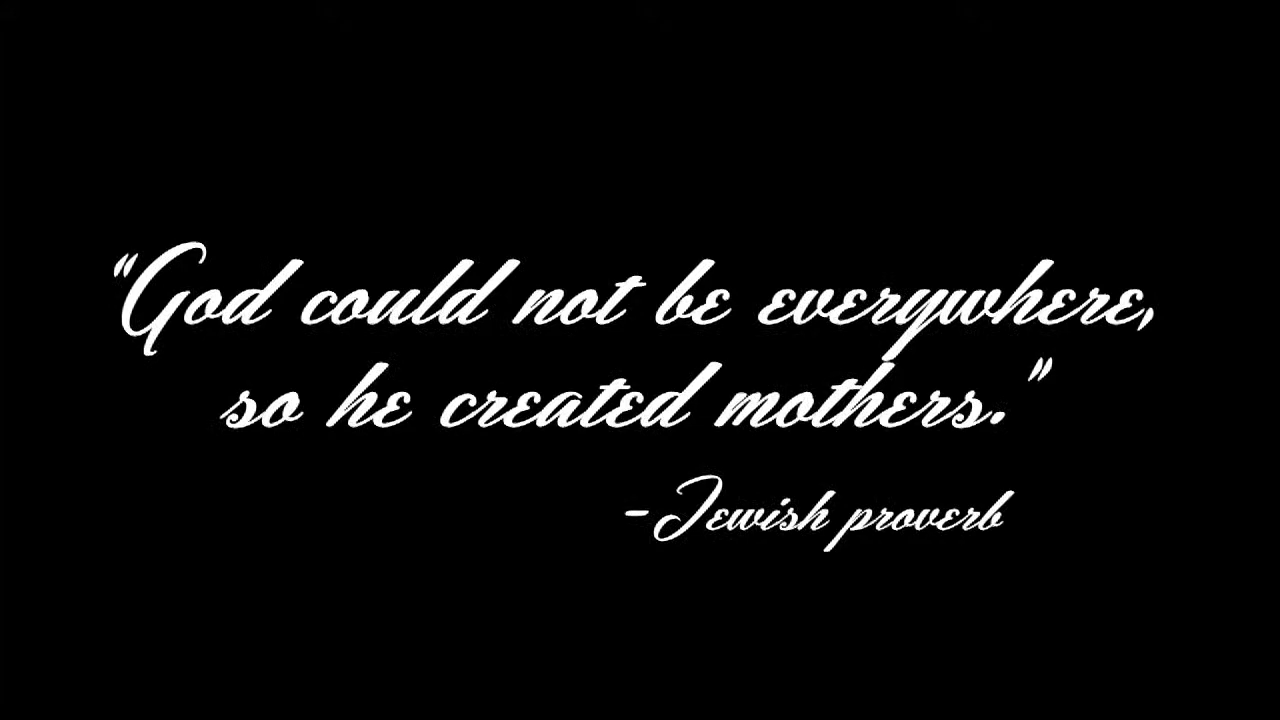 "God could not be everywhere,
so he created mothers."
-Jewish proverb